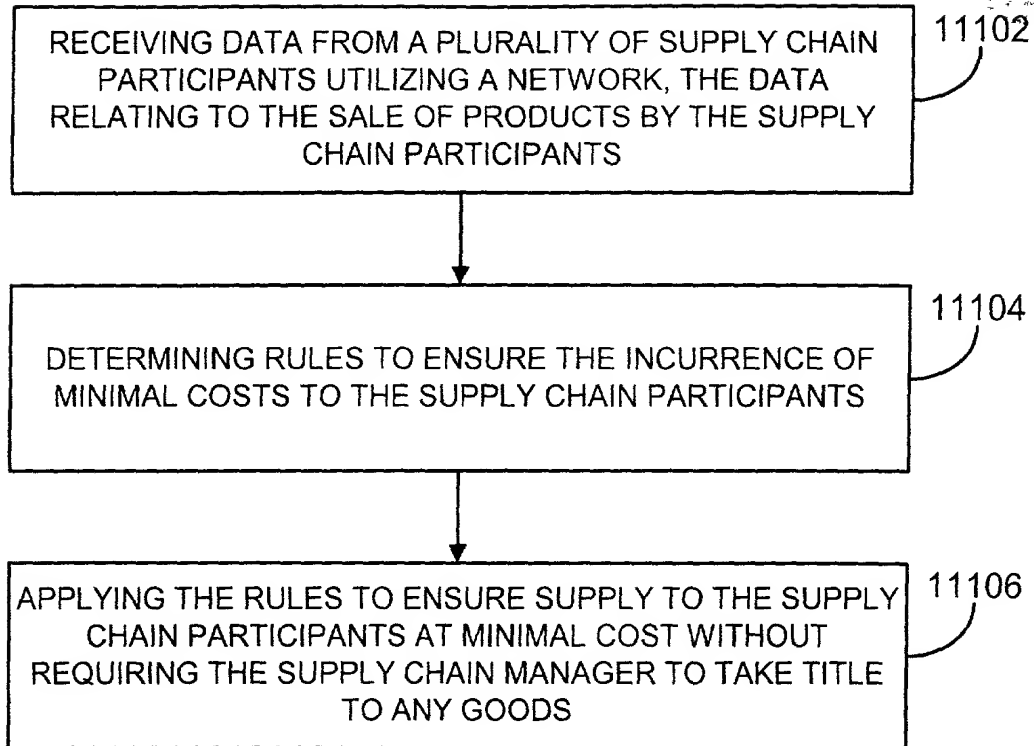 RECEIVING DATA FROM A PLURALITY OF SUPPLY CHAIN
PARTICIPANTS UTILIZING A NETWORK, THE DATA
RELATING TO THE SALE OF PRODUCTS BY THE SUPPLY
CHAIN PARTICIPANTS
11102
DETERMINING RULES TO ENSURE THE INCURRENCE OF
MINIMAL COSTS TO THE SUPPLY CHAIN PARTICIPANTS
11104
APPLYING THE RULES TO ENSURE SUPPLY TO THE SUPPLY
CHAIN PARTICIPANTS AT MINIMAL COST WITHOUT
REQUIRING THE SUPPLY CHAIN MANAGER TO TAKE TITLE
TO ANY GOODS
11106